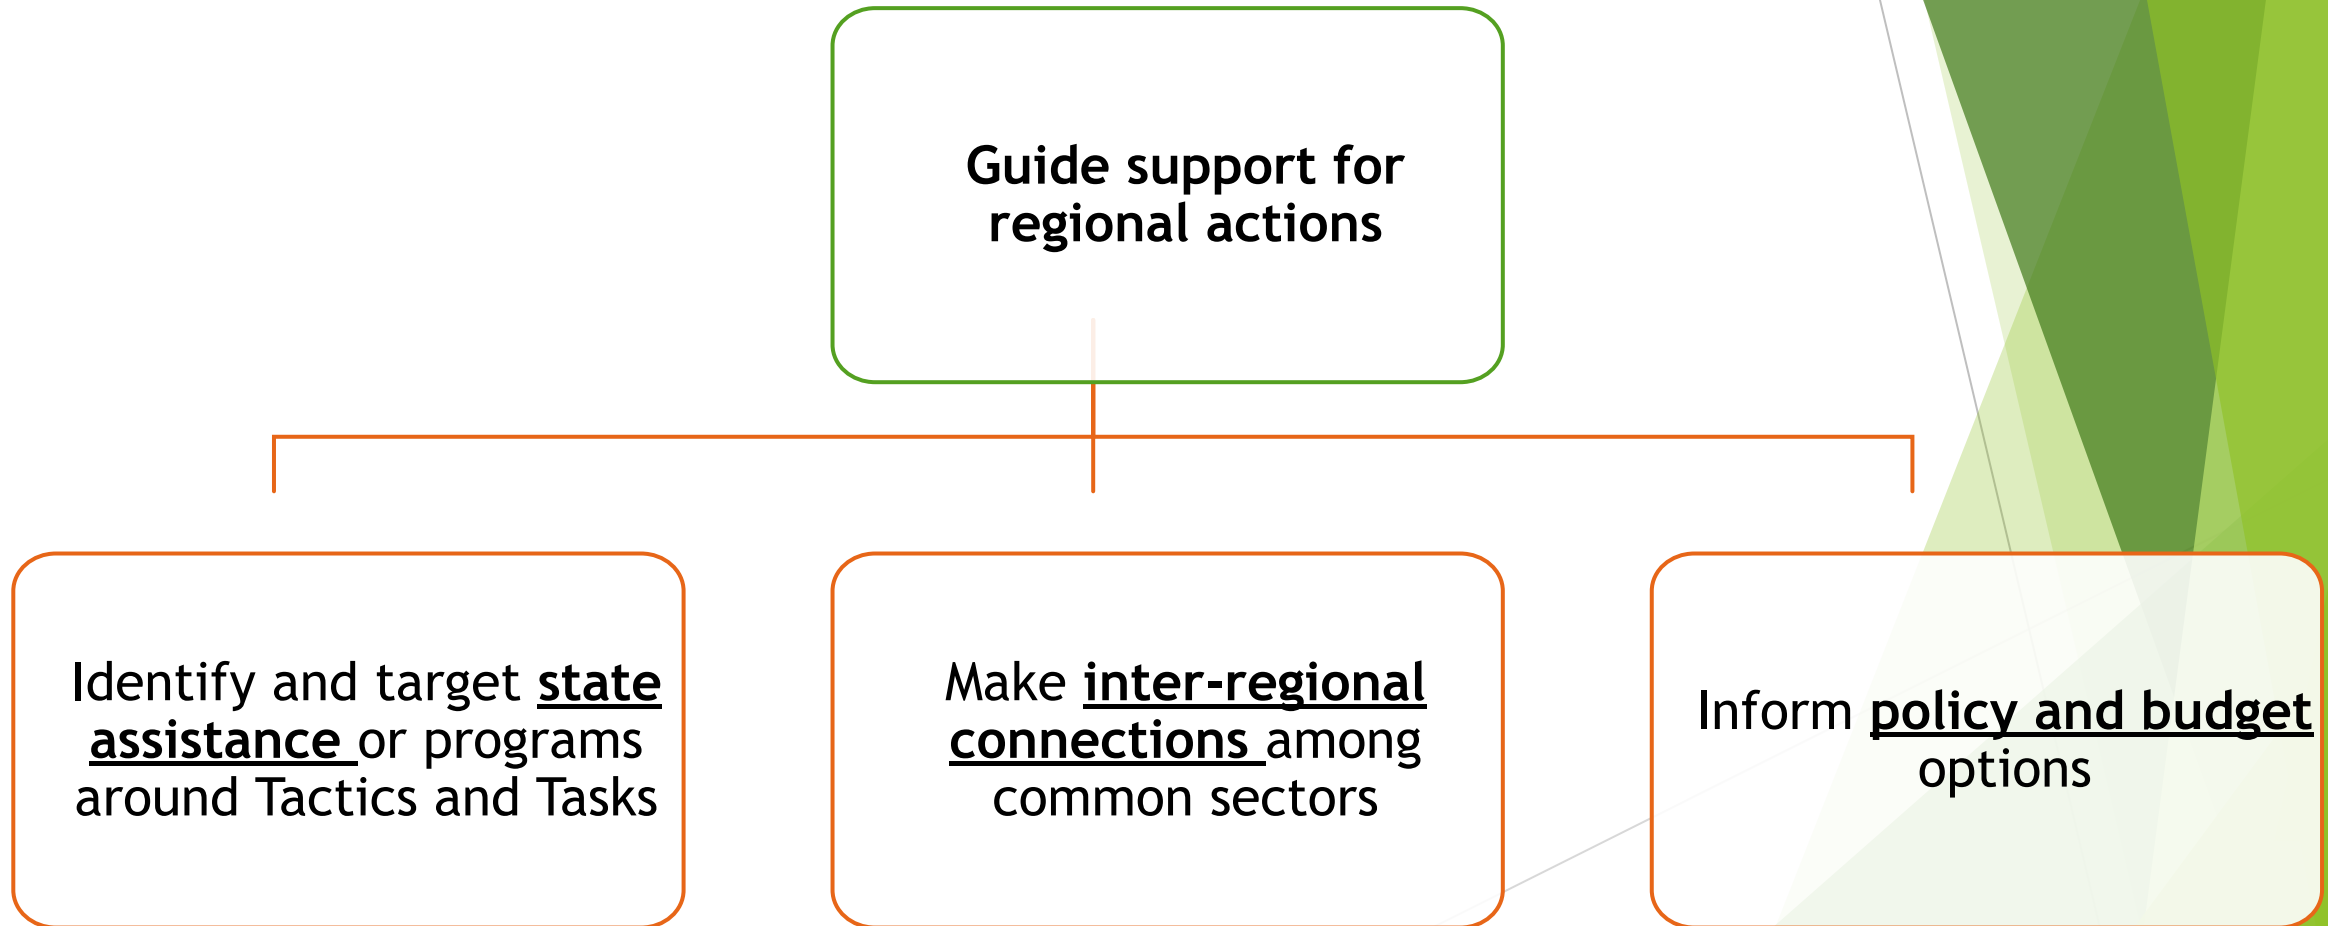 Guide support for
regional actions
Identify and target state
assistance or programs
around Tactics and Tasks
Make inter-regional
connections among
common sectors
Inform policy and budget
options